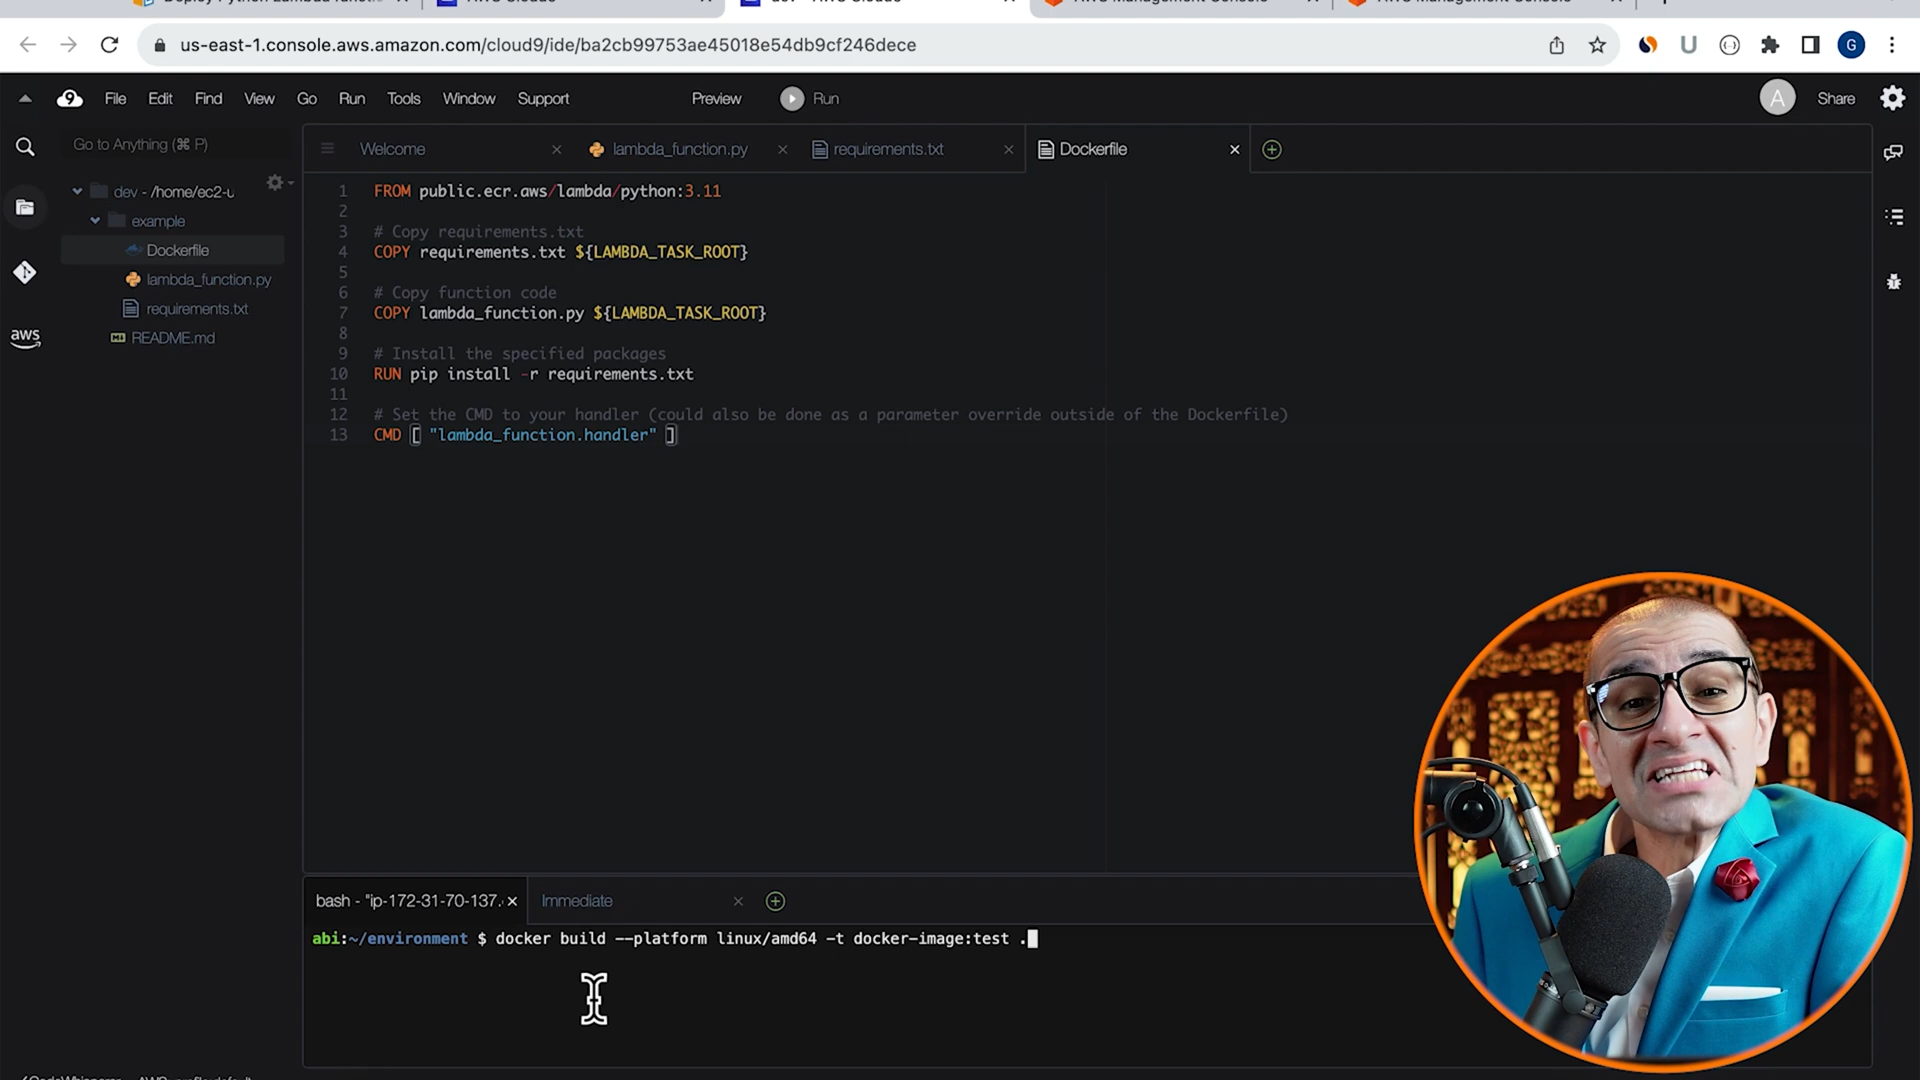 us-east-1.console.aws.amazon.com/cloud9/ide/ba2cb99753ae45018e54db9cf246dece
G
9 File Edit Find View Go Run Tools Window Support Preview Run A Share
Go to Anything (⌘ P)
Welcome lambda_function.py requirements.txt Dockerfile
dev - /home/ec2-u
example
Dockerfile
lambda_function.py
requirements.txt
README.md
aws
1 FROM public.ecr.aws/lambda/python:3.11
2
3 # Copy requirements.txt
4 COPY requirements.txt ${LAMBDA_TASK_ROOT}
5
6 # Copy function code
7 COPY lambda_function.py ${LAMBDA_TASK_ROOT}
8
9 # Install the specified packages
10 RUN pip install -r requirements.txt
11
12 # Set the CMD to your handler (could also be done as a parameter override outside of the Dockerfile)
13 CMD [ "lambda_function.handler" ]
bash - "ip-172-31-70-137. Immediate
abi:~/environment $ docker build --platform linux/amd64 -t docker-image:test .